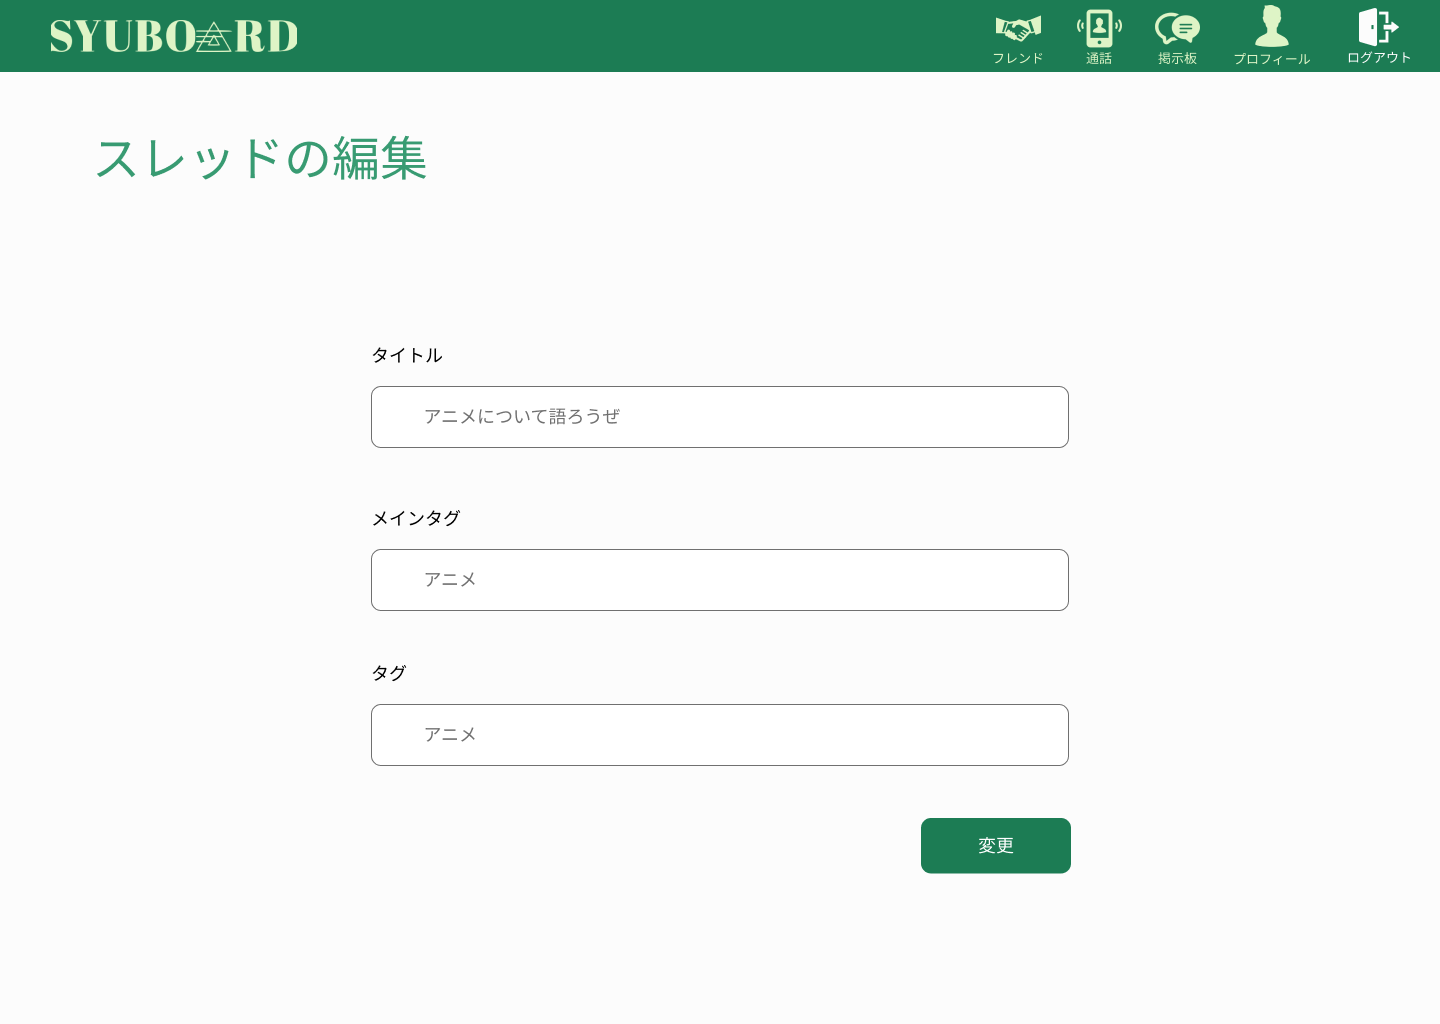 SYUBOARD
フレンド
通話
掲示板
プロフィール
ログアウト
スレッドの編集
タイトル
アニメについて語ろうぜ
メインタグ
アニメ
タグ
アニメ
変更